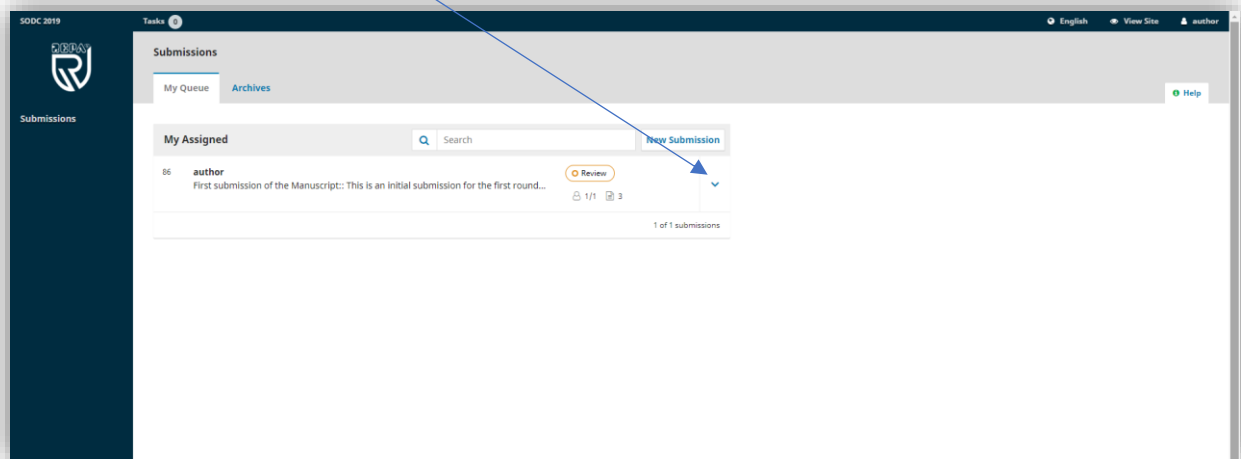 SODC 2019 Tasks 0 English View Site author
Submissions
My Queue Archives
Help
Submissions
My Assigned Search New Submission
86 author Review
First submission of the Manuscript:: This is an initial submission for the first round...
1/1 3
1 of 1 submissions